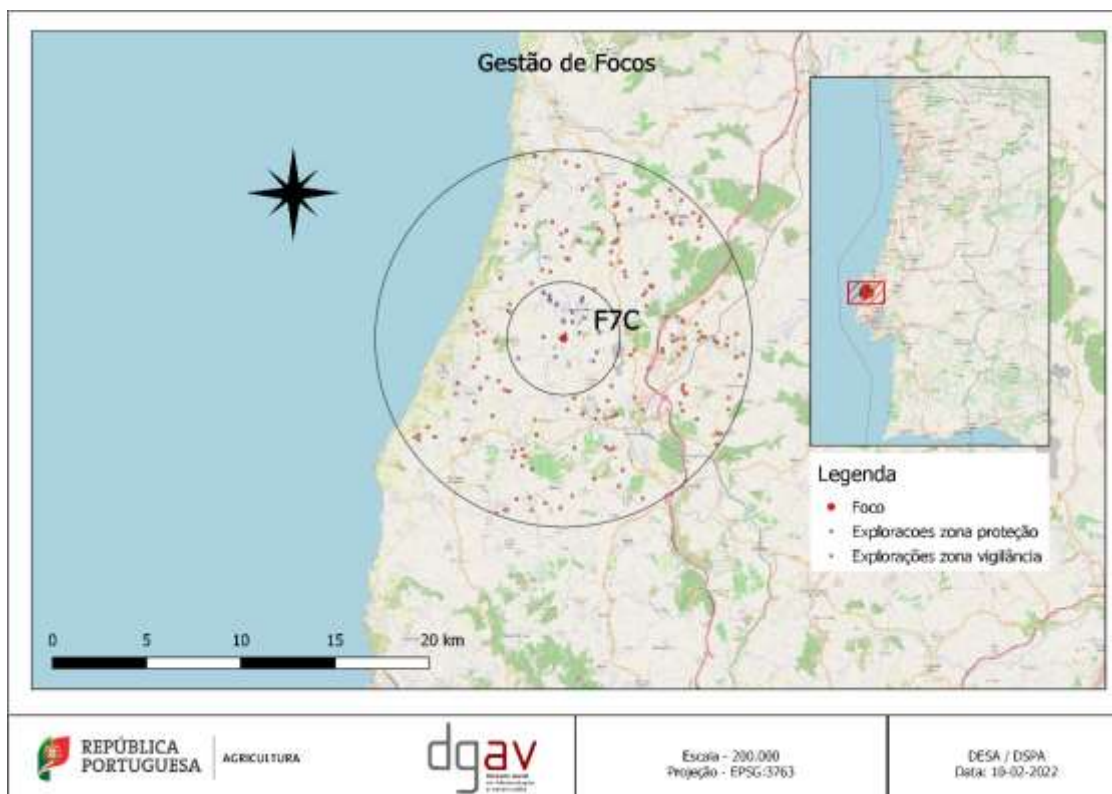 Gestão de Focos
F7C
Legenda
Foco
Exploracoes zona proteção
Explorações zona vigilância
0 5 10 15 20 km
REPÚBLICA
PORTUGUESA
AGRICULTURA
dgav
Escala - 200.000
Projeção - EPSG:3763
DESA / DSPA
Data: 18-02-2022